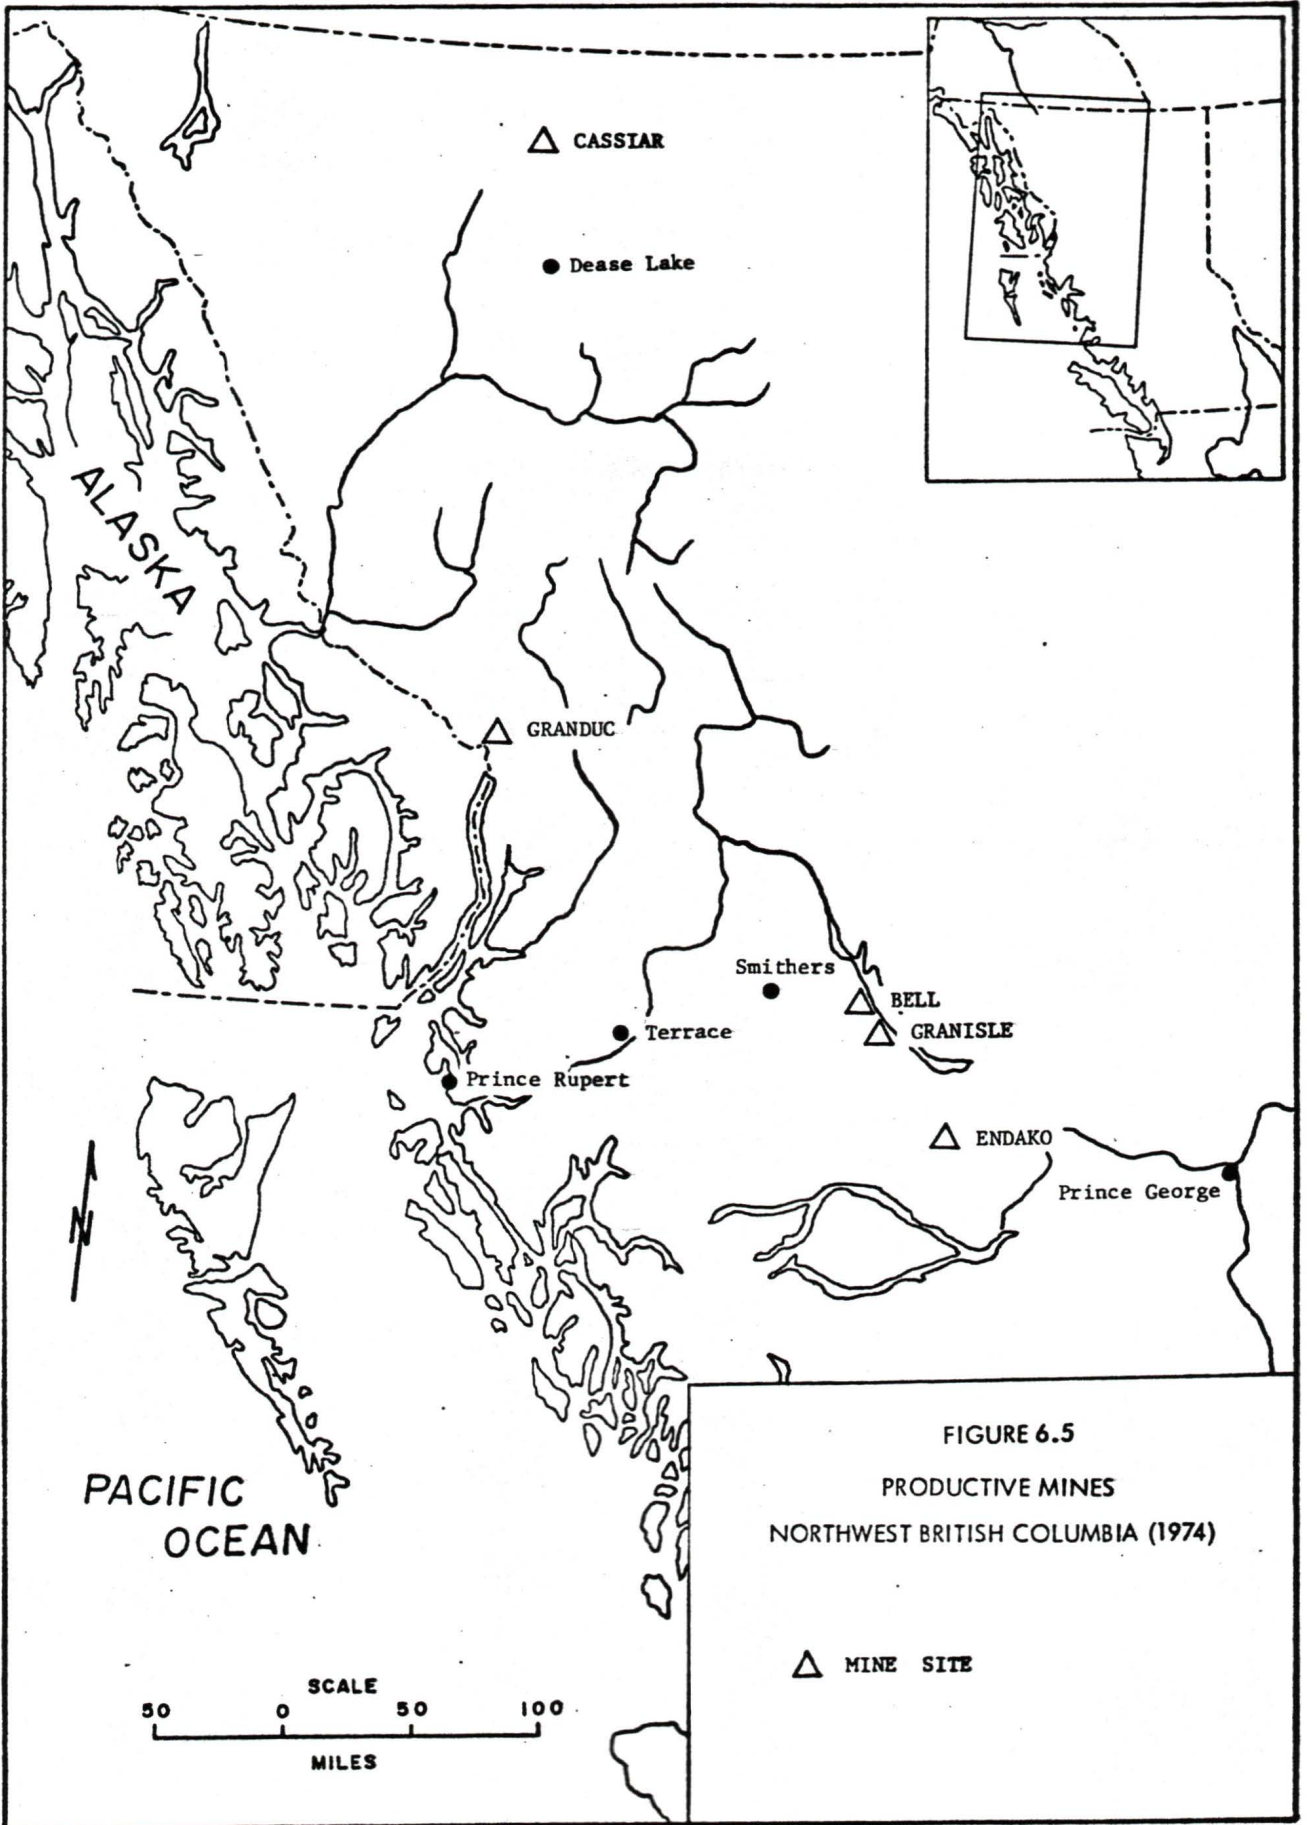 CASSIAR
Dease Lake
ALASKA
GRANDUC
Smithers
BELL
GRANISLE
Terrace
Prince Rupert
ENDAKO
Prince George
N
PACIFIC
OCEAN
FIGURE 6.5
PRODUCTIVE MINES
NORTHWEST BRITISH COLUMBIA (1974)
MINE SITE
SCALE
50 0 50 100
MILES